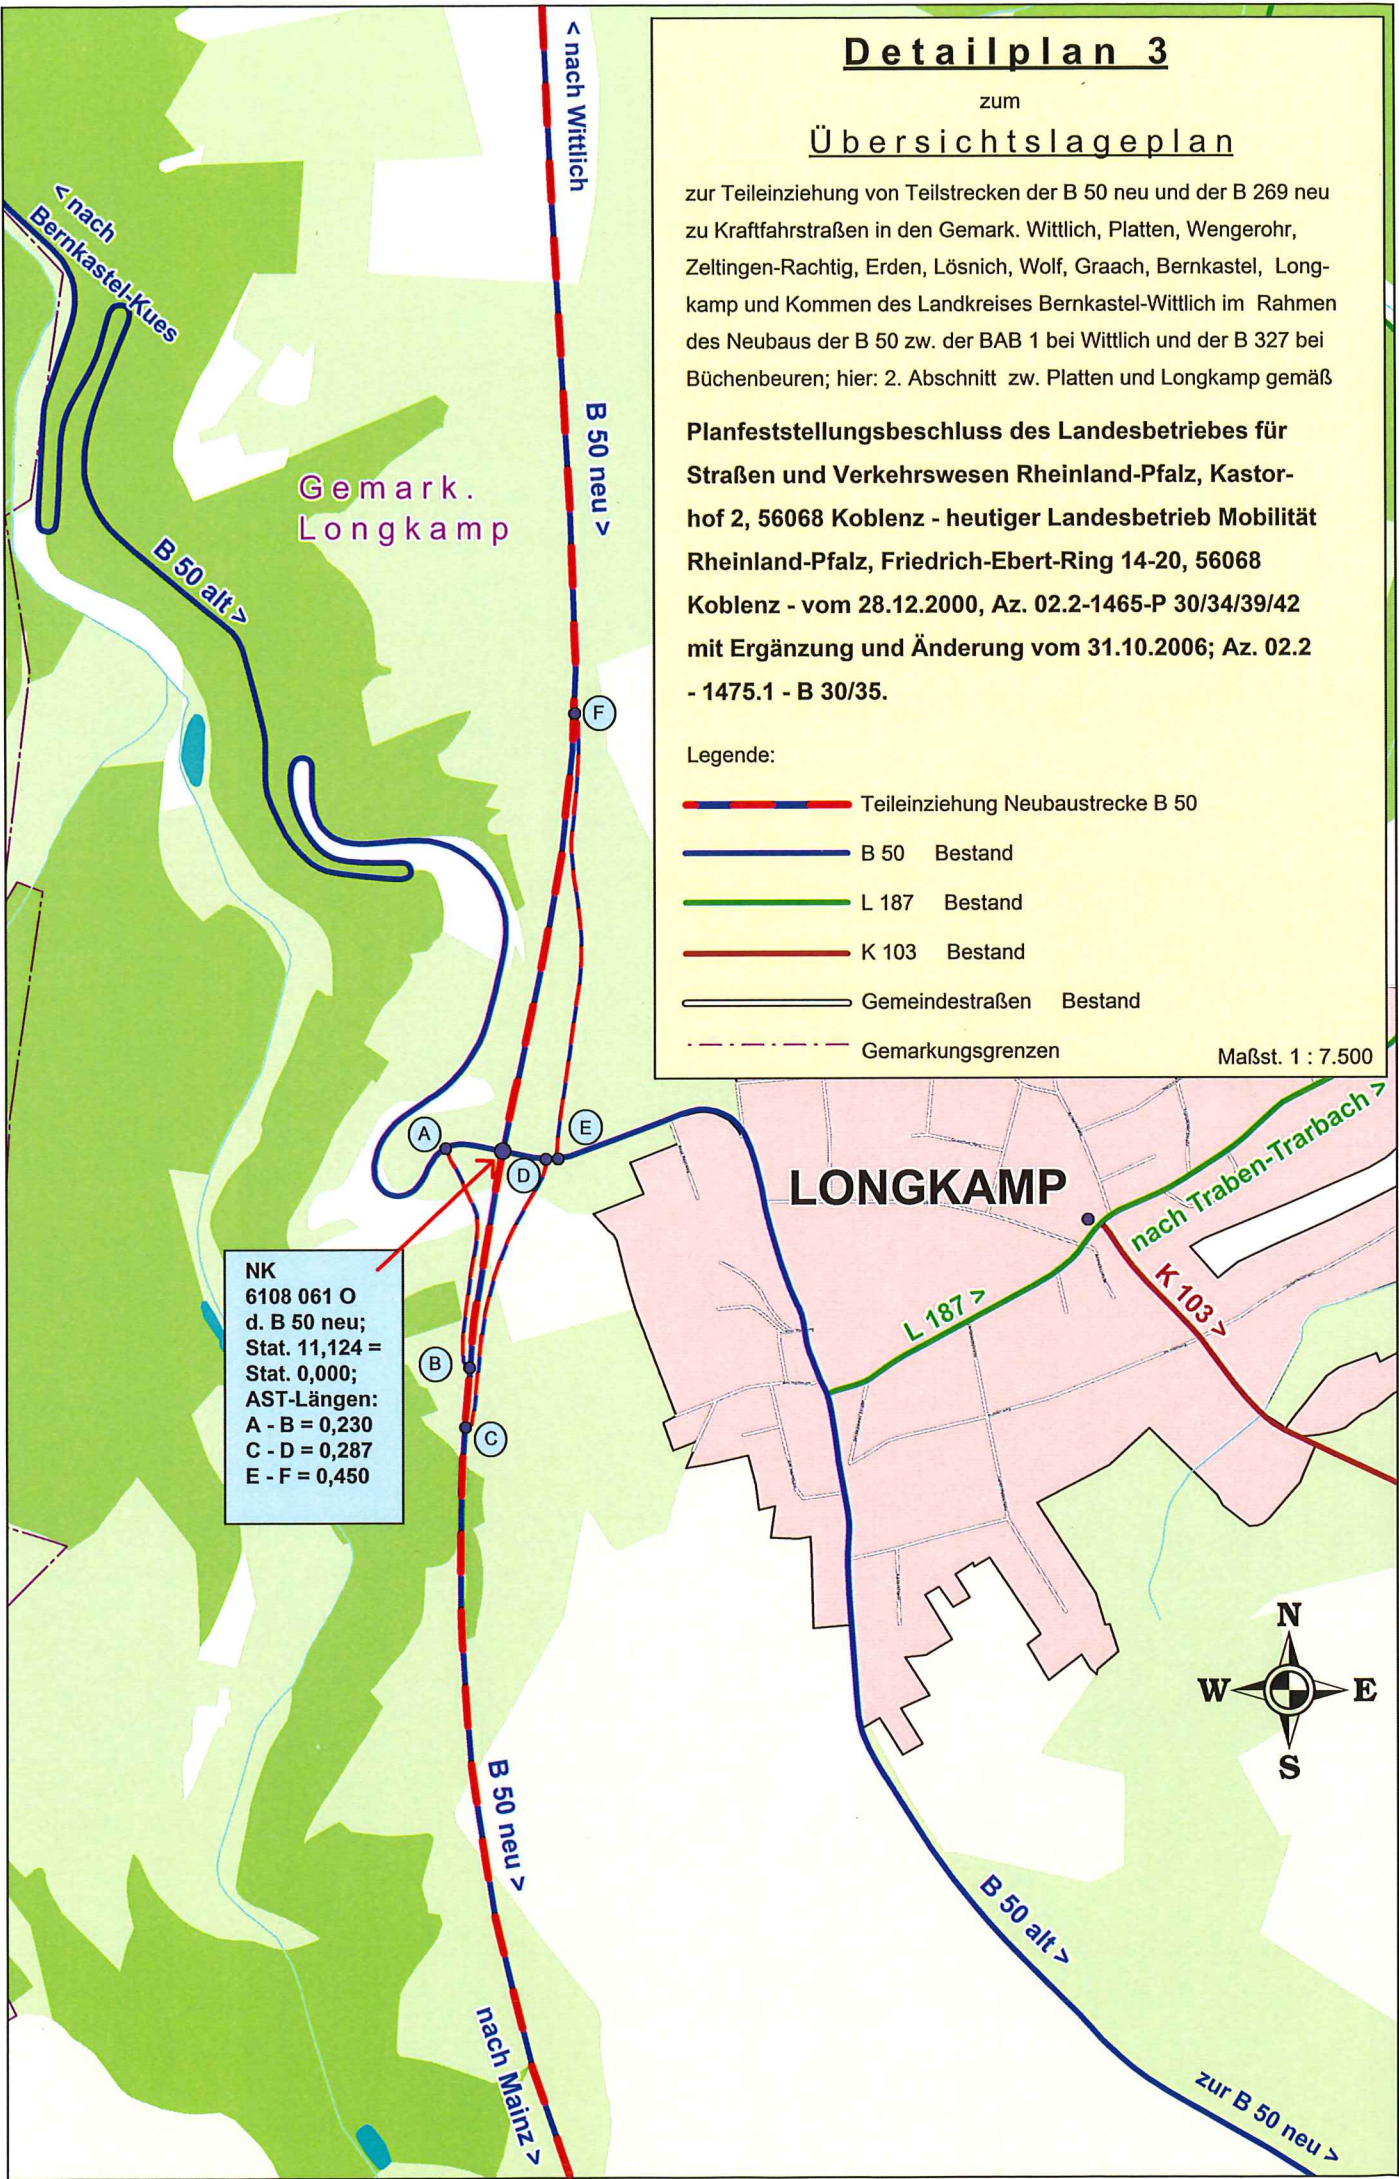 Detailplan 3
zum
Übersichtslageplan
zur Teileinziehung von Teilstrecken der B 50 neu und der B 269 neu
zu Kraftfahrstraßen in den Gemark. Wittlich, Platten, Wengerohr,
Zeltingen-Rachtig, Erden, Lösnich, Wolf, Graach, Bernkastel, Long-
kamp und Kommen des Landkreises Bernkastel-Wittlich im Rahmen
des Neubaus der B 50 zw. der BAB 1 bei Wittlich und der B 327 bei
Büchenbeuren; hier: 2. Abschnitt zw. Platten und Longkamp gemäß
Planfeststellungsbeschluss des Landesbetriebes für
Straßen und Verkehrswesen Rheinland-Pfalz, Kastor-
hof 2, 56068 Koblenz - heutiger Landesbetrieb Mobilität
Rheinland-Pfalz, Friedrich-Ebert-Ring 14-20, 56068
Koblenz - vom 28.12.2000, Az. 02.2-1465-P 30/34/39/42
mit Ergänzung und Änderung vom 31.10.2006; Az. 02.2
- 1475.1 - B 30/35.
Legende:
Teileinziehung Neubaustrecke B 50
B 50 Bestand
L 187 Bestand
K 103 Bestand
Gemeindestraßen Bestand
Gemarkungsgrenzen
Maßst. 1 : 7.500
< nach Wittlich
< nach
Bernkastel-Kues
B 50 neu >
Gemark.
Longkamp
B 50 alt >
F
A
E
D
LONGKAMP
nach Traben-Trarbach >
L 187 >
K 103 >
NK
6108 061 O
d. B 50 neu;
Stat. 11,124 =
Stat. 0,000;
AST-Längen:
A - B = 0,230
C - D = 0,287
E - F = 0,450
B
C
N
W
E
S
B 50 neu >
B 50 alt >
nach Mainz >
zur B 50 neu >